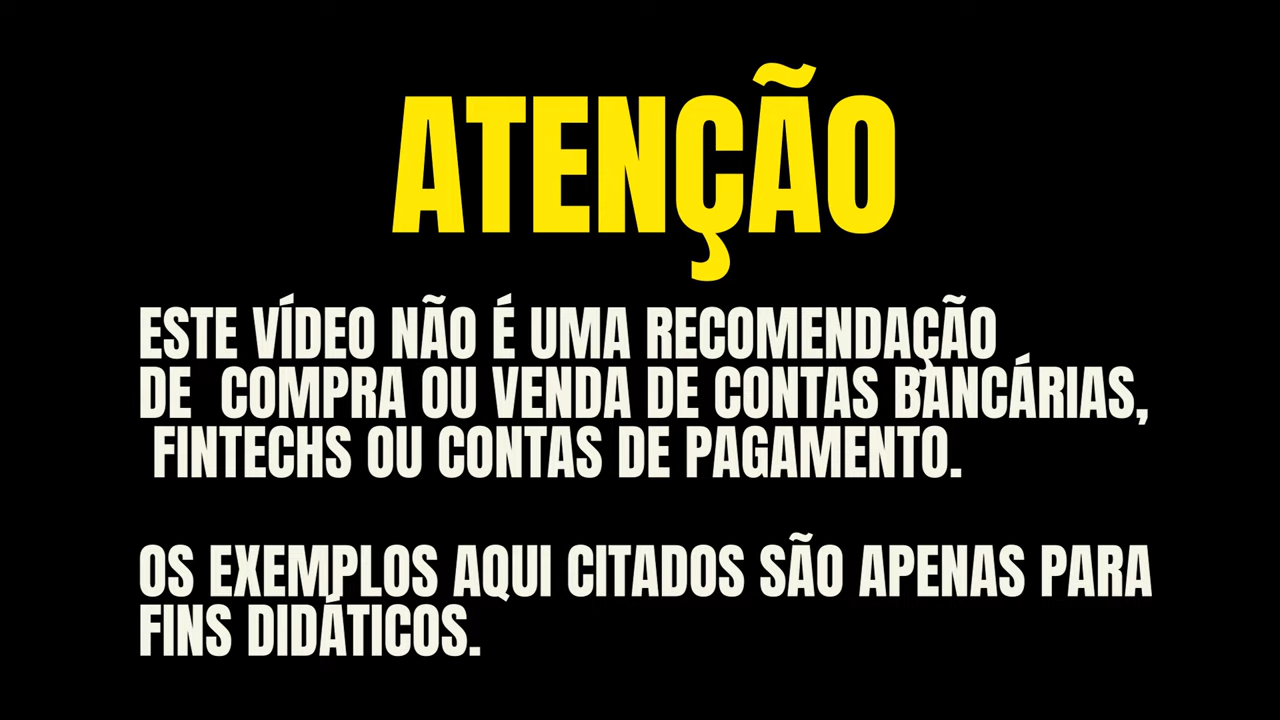 ATENÇÃO
ESTE VÍDEO NÃO É UMA RECOMENDAÇÃO
DE COMPRA OU VENDA DE CONTAS BANCÁRIAS,
FINTECHS OU CONTAS DE PAGAMENTO.
OS EXEMPLOS AQUI CITADOS SÃO APENAS PARA
FINS DIDÁTICOS.